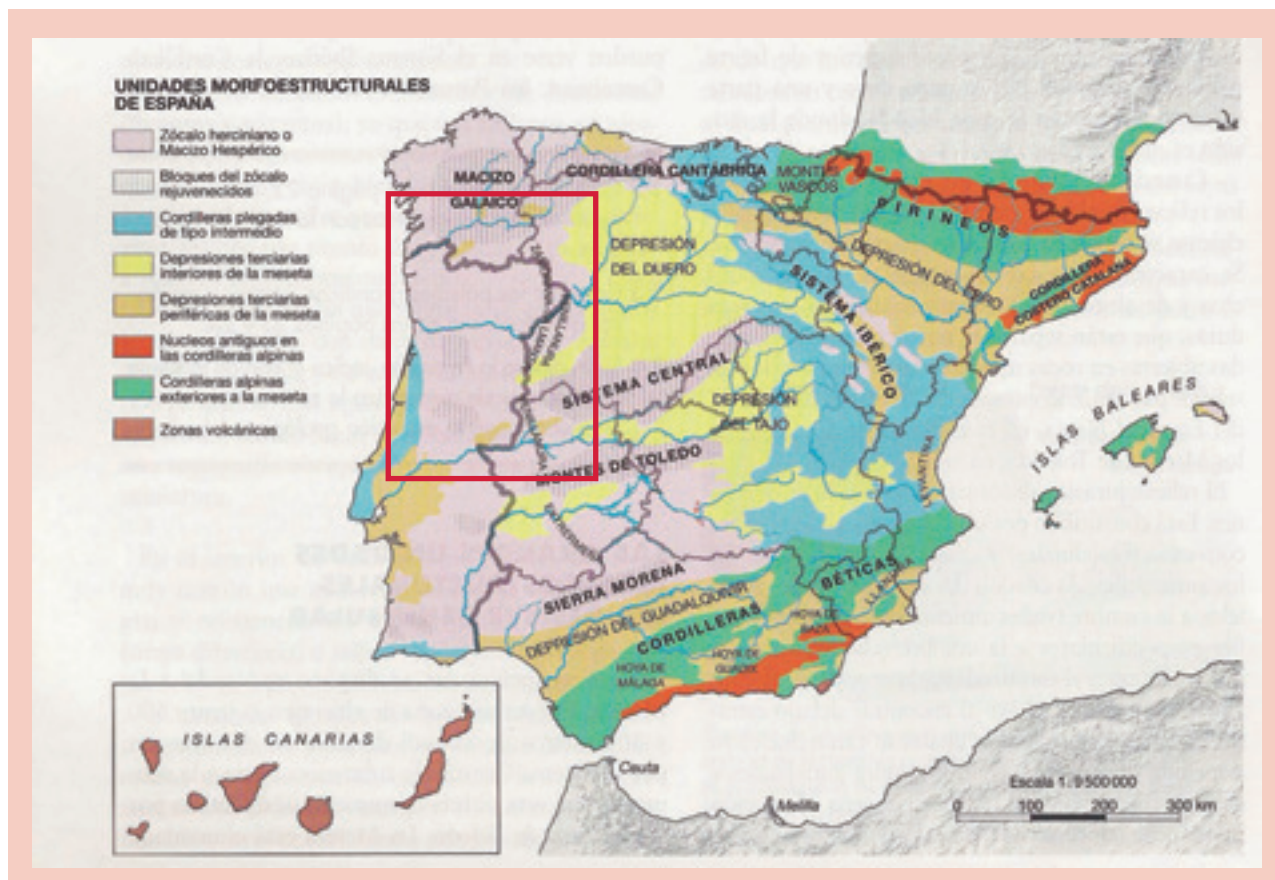 UNIDADES MORFOESTRUCTURALES
DE ESPAÑA
Zócalo herciniano o
Macizo Hespérico
Bloques del zócalo
rejuvenecidos
Cordilleras plegadas
de tipo intermedio
Depresiones terciarias
interiores de la meseta
Depresiones terciarias
periféricas de la meseta
Nucleos antiguos en
las cordilleras alpinas
Cordilleras alpinas
exteriores a la meseta
Zonas volcánicas
MACIZO
GALAICO
CORDILLERA CANTÁBRICA
MONTES
VASCOS
PIRINEOS
DEPRESIÓN
DEL DUERO
DEPRESIÓN DEL EBRO
CORDILLERA
COSTERO CATALANA
SISTEMA IBÉRICO
SISTEMA CENTRAL
DEPRESIÓN
DEL TAJO
ISLAS BALEARES
MONTES DE TOLEDO
SIERRA MORENA
BÉTICAS
DEPRESIÓN DEL GUADALQUIVIR
CORDILLERAS
HOYA DE
HOYA DE
GUADIX
HOYA DE
MÁLAGA
ISLAS CANARIAS
Ceuta
Melilla
Escala 1:9500000
0 100 200 300 km